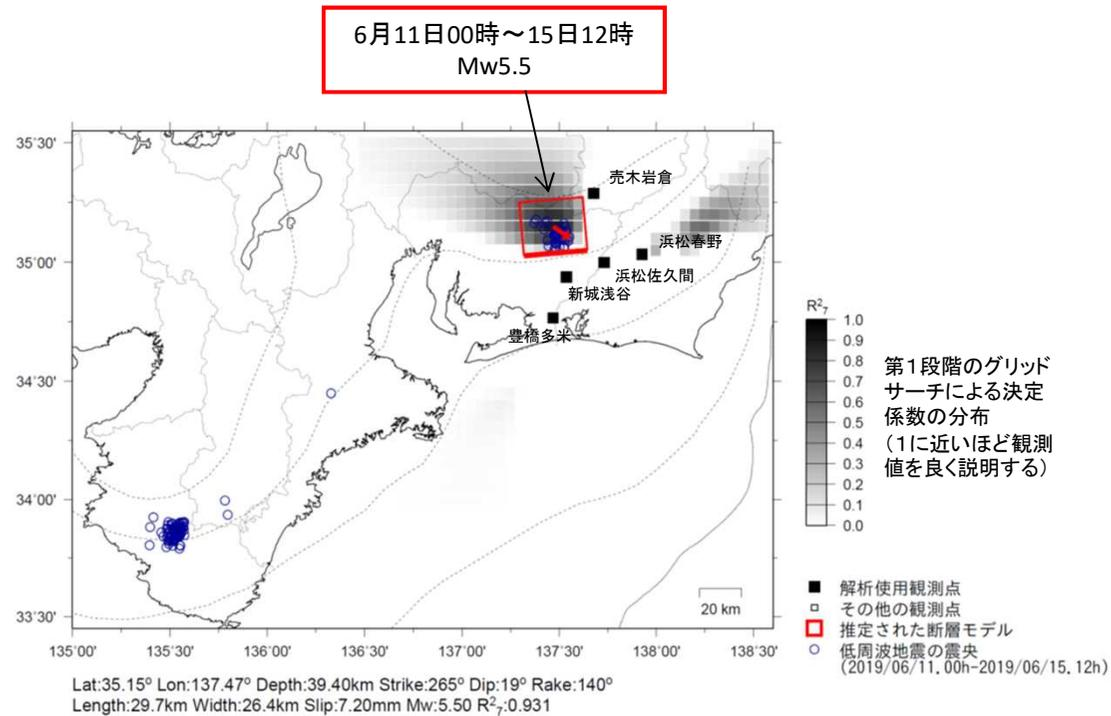 6月11日00時～15日12時
Mw5.5
35°30'
35°00'
34°30'
34°00'
33°30'
135°00'
135°30'
136°00'
136°30'
137°00'
137°30'
138°00'
138°30'
売木岩倉
浜松春野
浜松佐久間
新城浅谷
豊橋多米
20 km
R²₇
1.0
0.9
0.8
0.7
0.6
0.5
0.4
0.3
0.2
0.1
0.0
第１段階のグリッド
サーチによる決定
係数の分布
（１に近いほど観測
値を良く説明する）
解析使用観測点
その他の観測点
推定された断層モデル
低周波地震の震央
(2019/06/11.00h-2019/06/15.12h)
Lat:35.15° Lon:137.47° Depth:39.40km Strike:265° Dip:19° Rake:140°
Length:29.7km Width:26.4km Slip:7.20mm Mw:5.50 R²₇:0.931